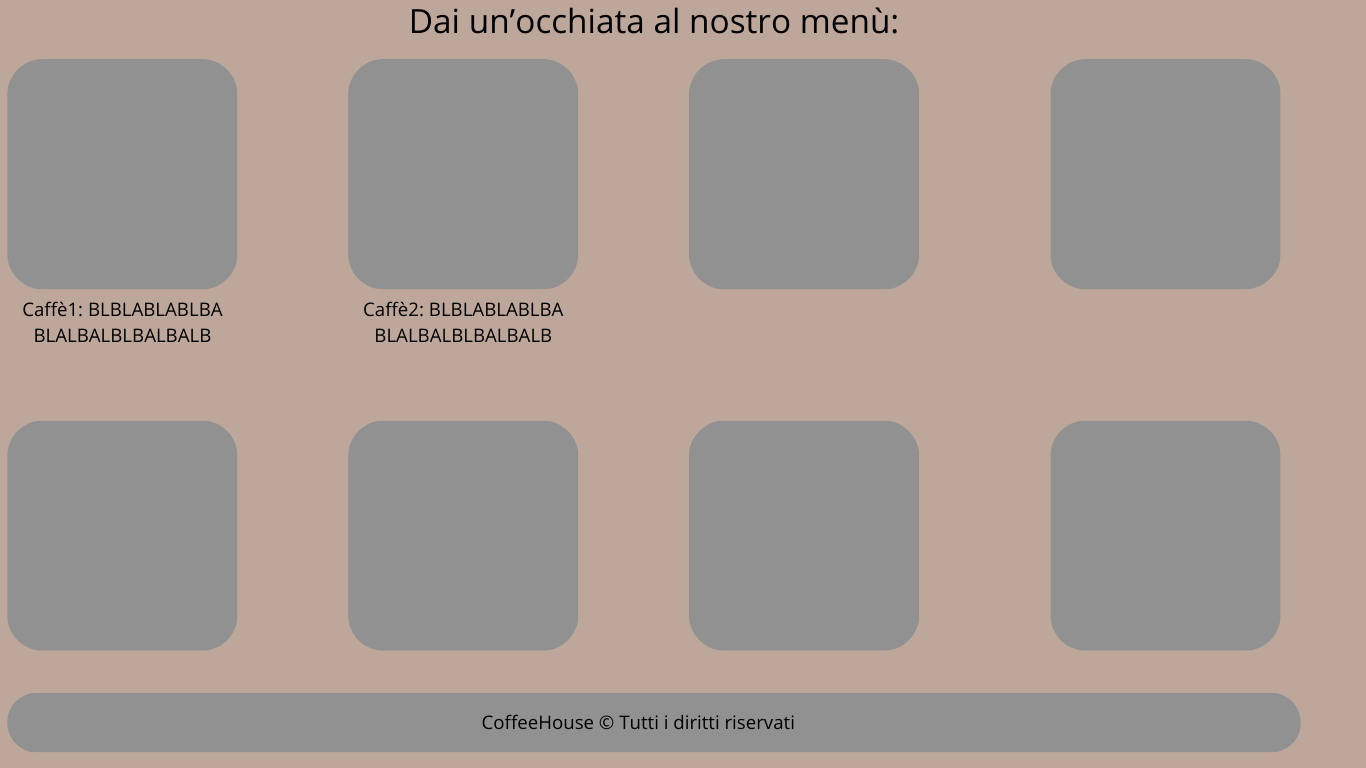 Dai un’occhiata al nostro menù:
Caffè1: BLBLABLABLBA
BLALBALBLBALBALB
Caffè2: BLBLABLABLBA
BLALBALBLBALBALB
CoffeeHouse © Tutti i diritti riservati